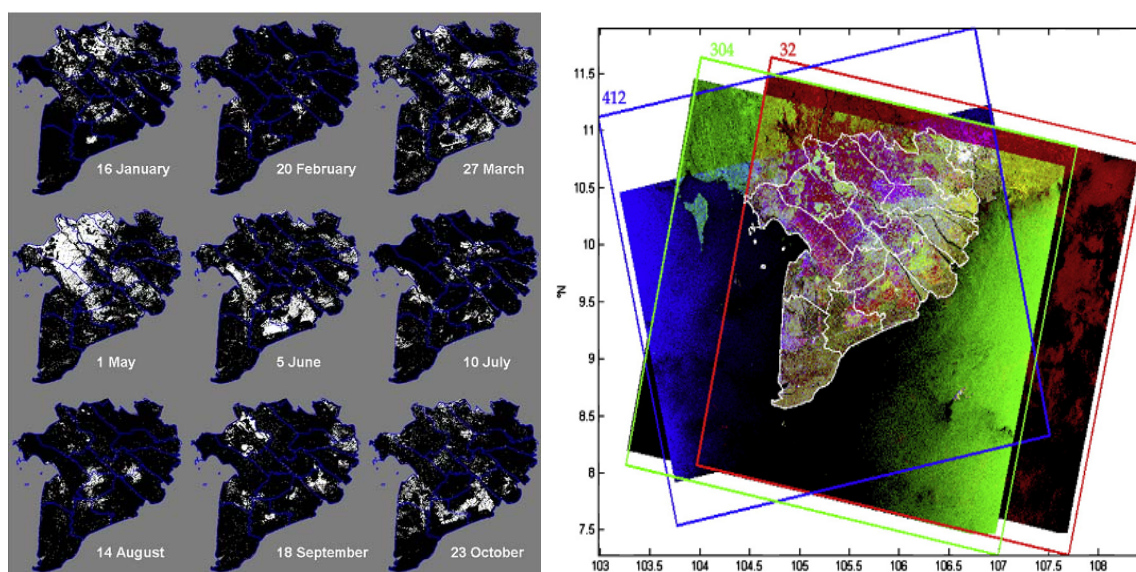 16 January
20 February
27 March
1 May
5 June
10 July
14 August
18 September
23 October
304
32
412
11.5
11
10.5
10
9.5
9
8.5
8
7.5
°N
103
103.5
104
104.5
105
105.5
106
106.5
107
107.5
108